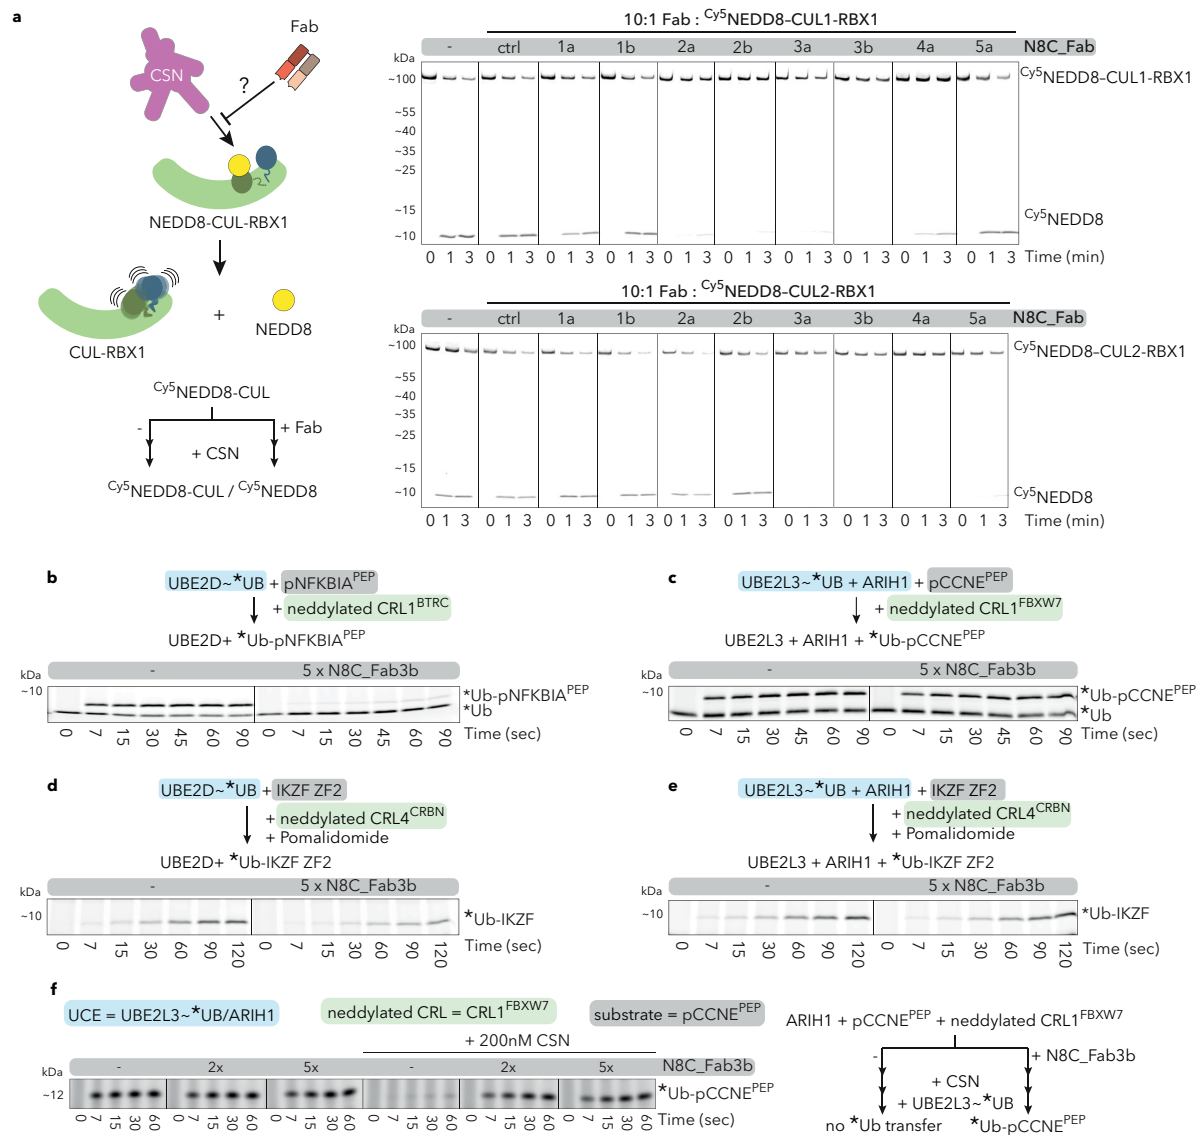 a
CSN
Fab
?
NEDD8-CUL-RBX1
CUL-RBX1
+
NEDD8
Cy5NEDD8-CUL
-
+ Fab
+ CSN
Cy5NEDD8-CUL / Cy5NEDD8
10:1 Fab : Cy5NEDD8–CUL1-RBX1
- ctrl 1a 1b 2a 2b 3a 3b 4a 5a N8C_Fab
kDa
~100 Cy5NEDD8–CUL1-RBX1
~55
~40
~35
~25
~15
Cy5NEDD8
~10
0 1 3 0 1 3 0 1 3 0 1 3 0 1 3 0 1 3 0 1 3 0 1 3 0 1 3 0 1 3 Time (min)
10:1 Fab : Cy5NEDD8–CUL2-RBX1
- ctrl 1a 1b 2a 2b 3a 3b 4a 5a N8C_Fab
kDa
~100 Cy5NEDD8–CUL2-RBX1
~55
~40
~35
~25
~15
~10 Cy5NEDD8
0 1 3 0 1 3 0 1 3 0 1 3 0 1 3 0 1 3 0 1 3 0 1 3 0 1 3 0 1 3 Time (min)
b
UBE2D~*UB + pNFKBIAPEP
+ neddylated CRL1BTRC
UBE2D+ *Ub-pNFKBIAPEP
- 5 x N8C_Fab3b
kDa
~10 *Ub-pNFKBIAPEP
*Ub
0 7 15 30 45 60 90 0 7 15 30 45 60 90 Time (sec)
c
UBE2L3~*UB + ARIH1 + pCCNEPEP
+ neddylated CRL1FBXW7
UBE2L3 + ARIH1 + *Ub-pCCNEPEP
- 5 x N8C_Fab3b
kDa
~10 *Ub-pCCNEPEP
*Ub
0 7 15 30 45 60 90 0 7 15 30 45 60 90 Time (sec)
d
UBE2D~*UB + IKZF ZF2
+ neddylated CRL4CRBN
+ Pomalidomide
UBE2D+ *Ub-IKZF ZF2
- 5 x N8C_Fab3b
kDa
~10 *Ub-IKZF
0 7 15 30 60 90 120 0 7 15 30 60 90 120 Time (sec)
e
UBE2L3~*UB + ARIH1 + IKZF ZF2
+ neddylated CRL4CRBN
+ Pomalidomide
UBE2L3 + ARIH1 + *Ub-IKZF ZF2
- 5 x N8C_Fab3b
kDa
~10 *Ub-IKZF
0 7 15 30 60 90 120 0 7 15 30 60 90 120 Time (sec)
f
UCE = UBE2L3~*UB/ARIH1 neddylated CRL = CRL1FBXW7 substrate = pCCNEPEP
+ 200nM CSN
- 2x 5x - 2x 5x N8C_Fab3b
kDa
~12 *Ub-pCCNEPEP
0 7 15 30 60 0 7 15 30 60 0 7 15 30 60 0 7 15 30 60 0 7 15 30 60 0 7 15 30 60 Time (sec)
ARIH1 + pCCNEPEP + neddylated CRL1FBXW7
- + N8C_Fab3b
+ CSN
+ UBE2L3~*UB
no *Ub transfer *Ub-pCCNEPEP